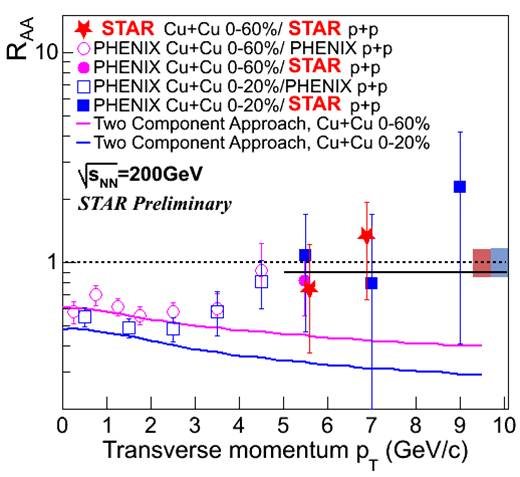 R_AA
10
1
STAR Cu+Cu 0-60%/ STAR p+p
PHENIX Cu+Cu 0-60%/ PHENIX p+p
PHENIX Cu+Cu 0-60%/ STAR p+p
PHENIX Cu+Cu 0-20%/PHENIX p+p
PHENIX Cu+Cu 0-20%/ STAR p+p
Two Component Approach, Cu+Cu 0-60%
Two Component Approach, Cu+Cu 0-20%
√s_NN=200GeV
STAR Preliminary
0 1 2 3 4 5 6 7 8 9 10
Transverse momentum p_T (GeV/c)